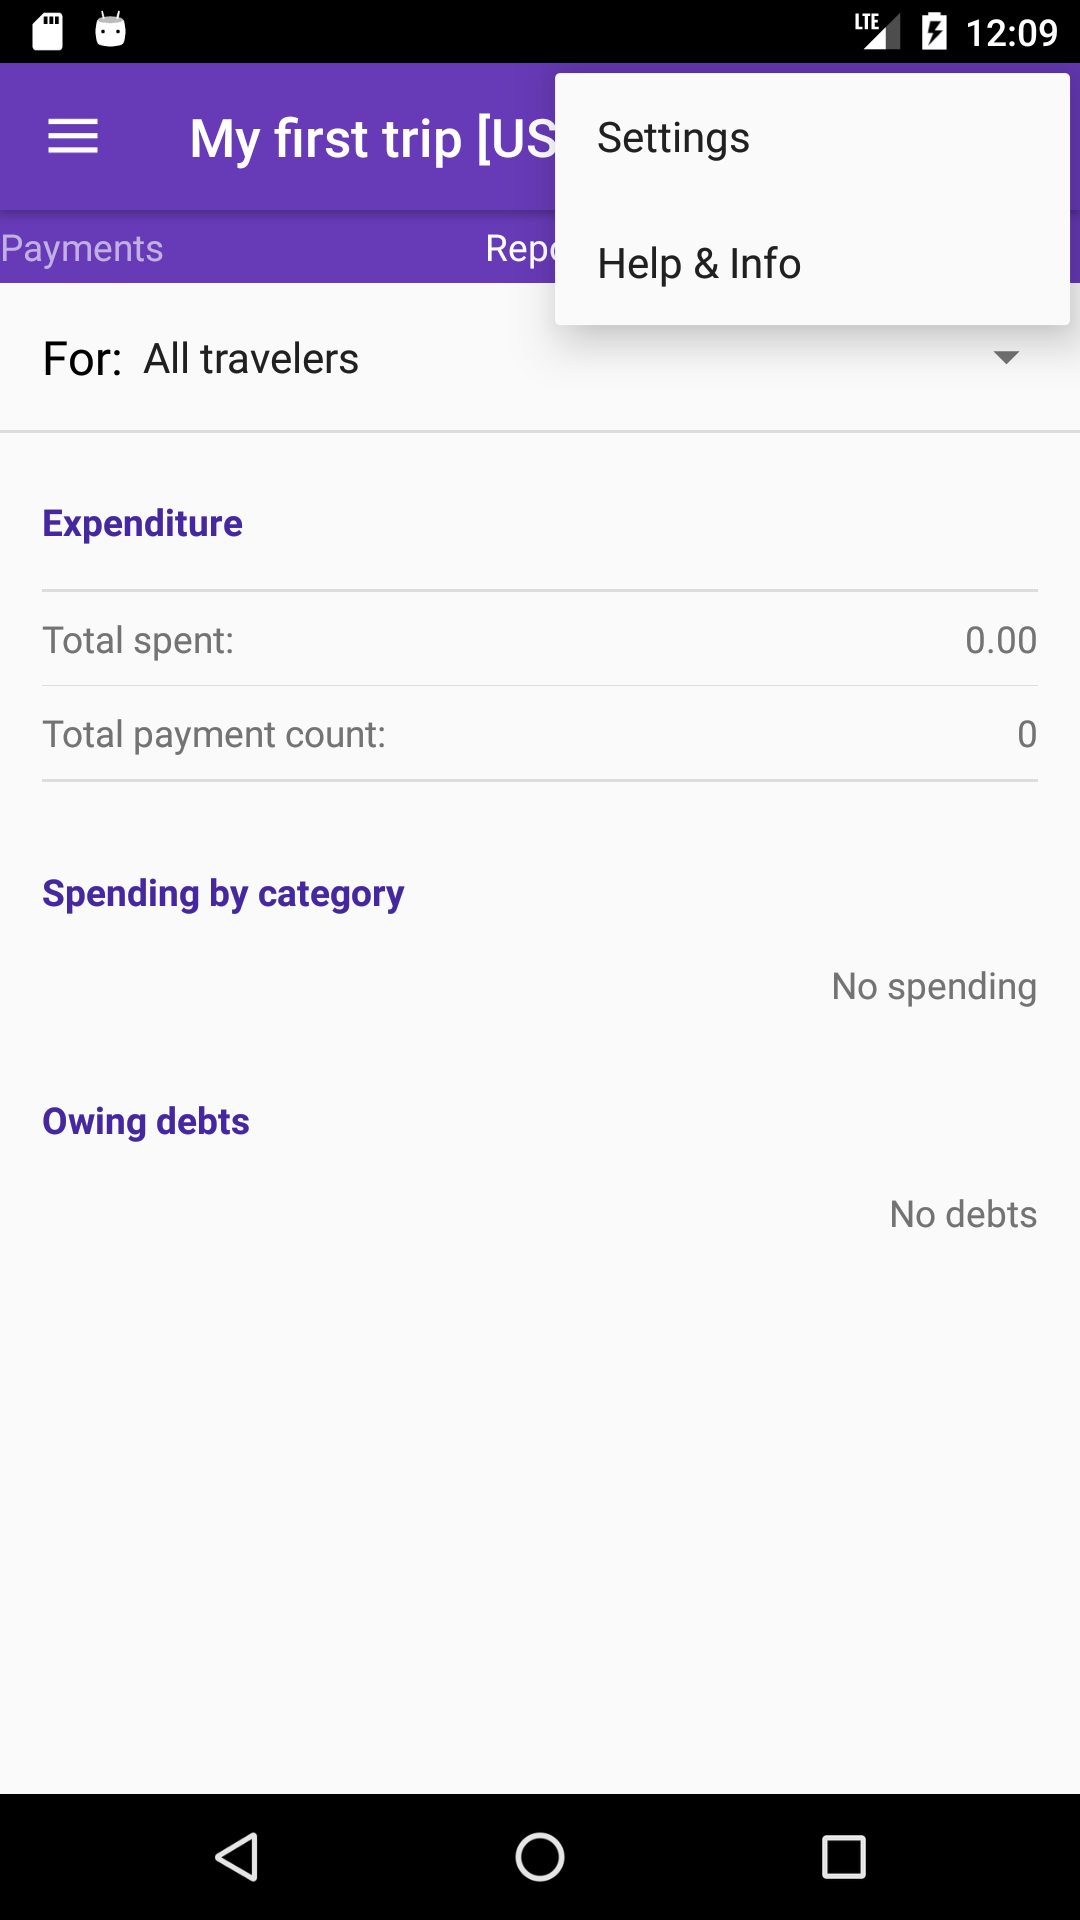 LTE 12:09
My first trip [US
Settings
Payments
Help & Info
For: All travelers
Expenditure
Total spent: 0.00
Total payment count: 0
Spending by category
No spending
Owing debts
No debts